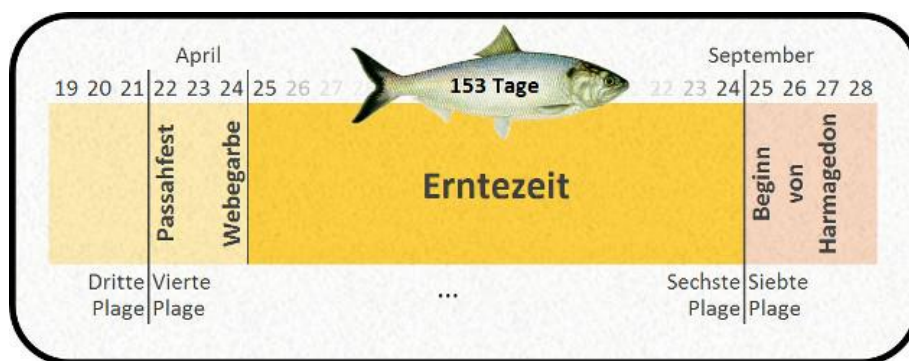 April
September
19 20 21 22 23 24 25 26 27 2
22 23 24 25 26 27 28
153 Tage
Passahfest
Webegarbe
Erntezeit
Beginn
von
Harmagedon
Dritte
Plage
Vierte
Plage
...
Sechste
Plage
Siebte
Plage